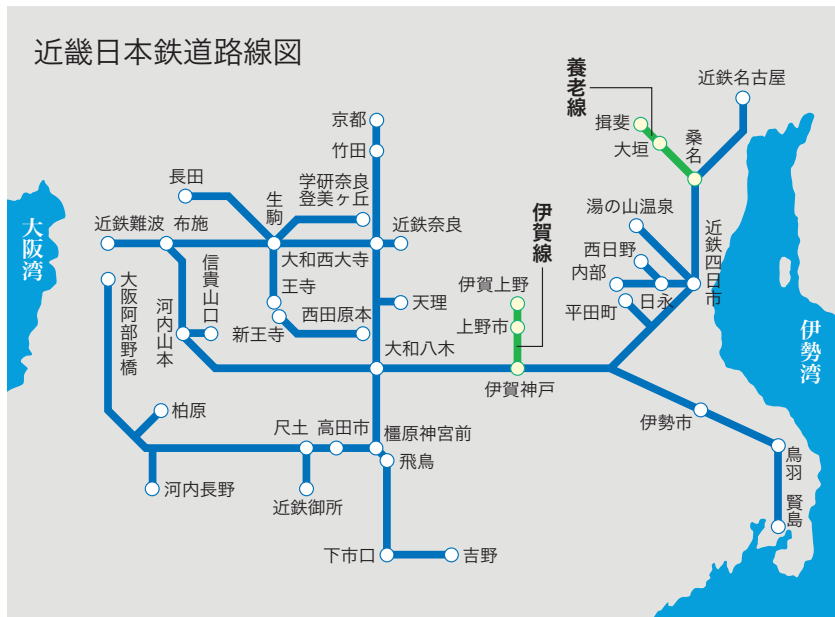 近畿日本鉄道路線図
養老線
近鉄名古屋
揖斐
大垣
桑名
京都
竹田
長田
生駒
学研奈良
登美ヶ丘
近鉄難波
布施
近鉄奈良
大和西大寺
大阪湾
大阪阿部野橋
河内山本
信貴山口
王寺
新王寺
西田原本
天理
大和八木
伊賀線
伊賀上野
上野市
伊賀神戸
湯の山温泉
西日野
内部
日永
平田町
近鉄四日市
伊勢湾
柏原
河内長野
尺土
高田市
橿原神宮前
近鉄御所
飛鳥
下市口
吉野
伊勢市
鳥羽
賢島